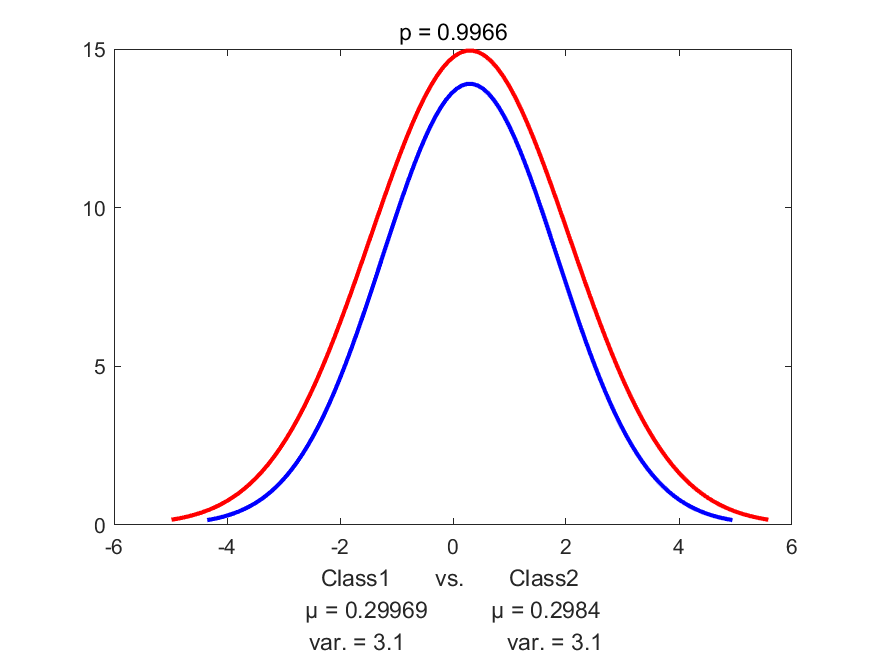 p = 0.9966
15
10
5
0
-6 -4 -2 0 2 4 6
Class1 vs. Class2
μ = 0.29969 μ = 0.2984
var. = 3.1 var. = 3.1